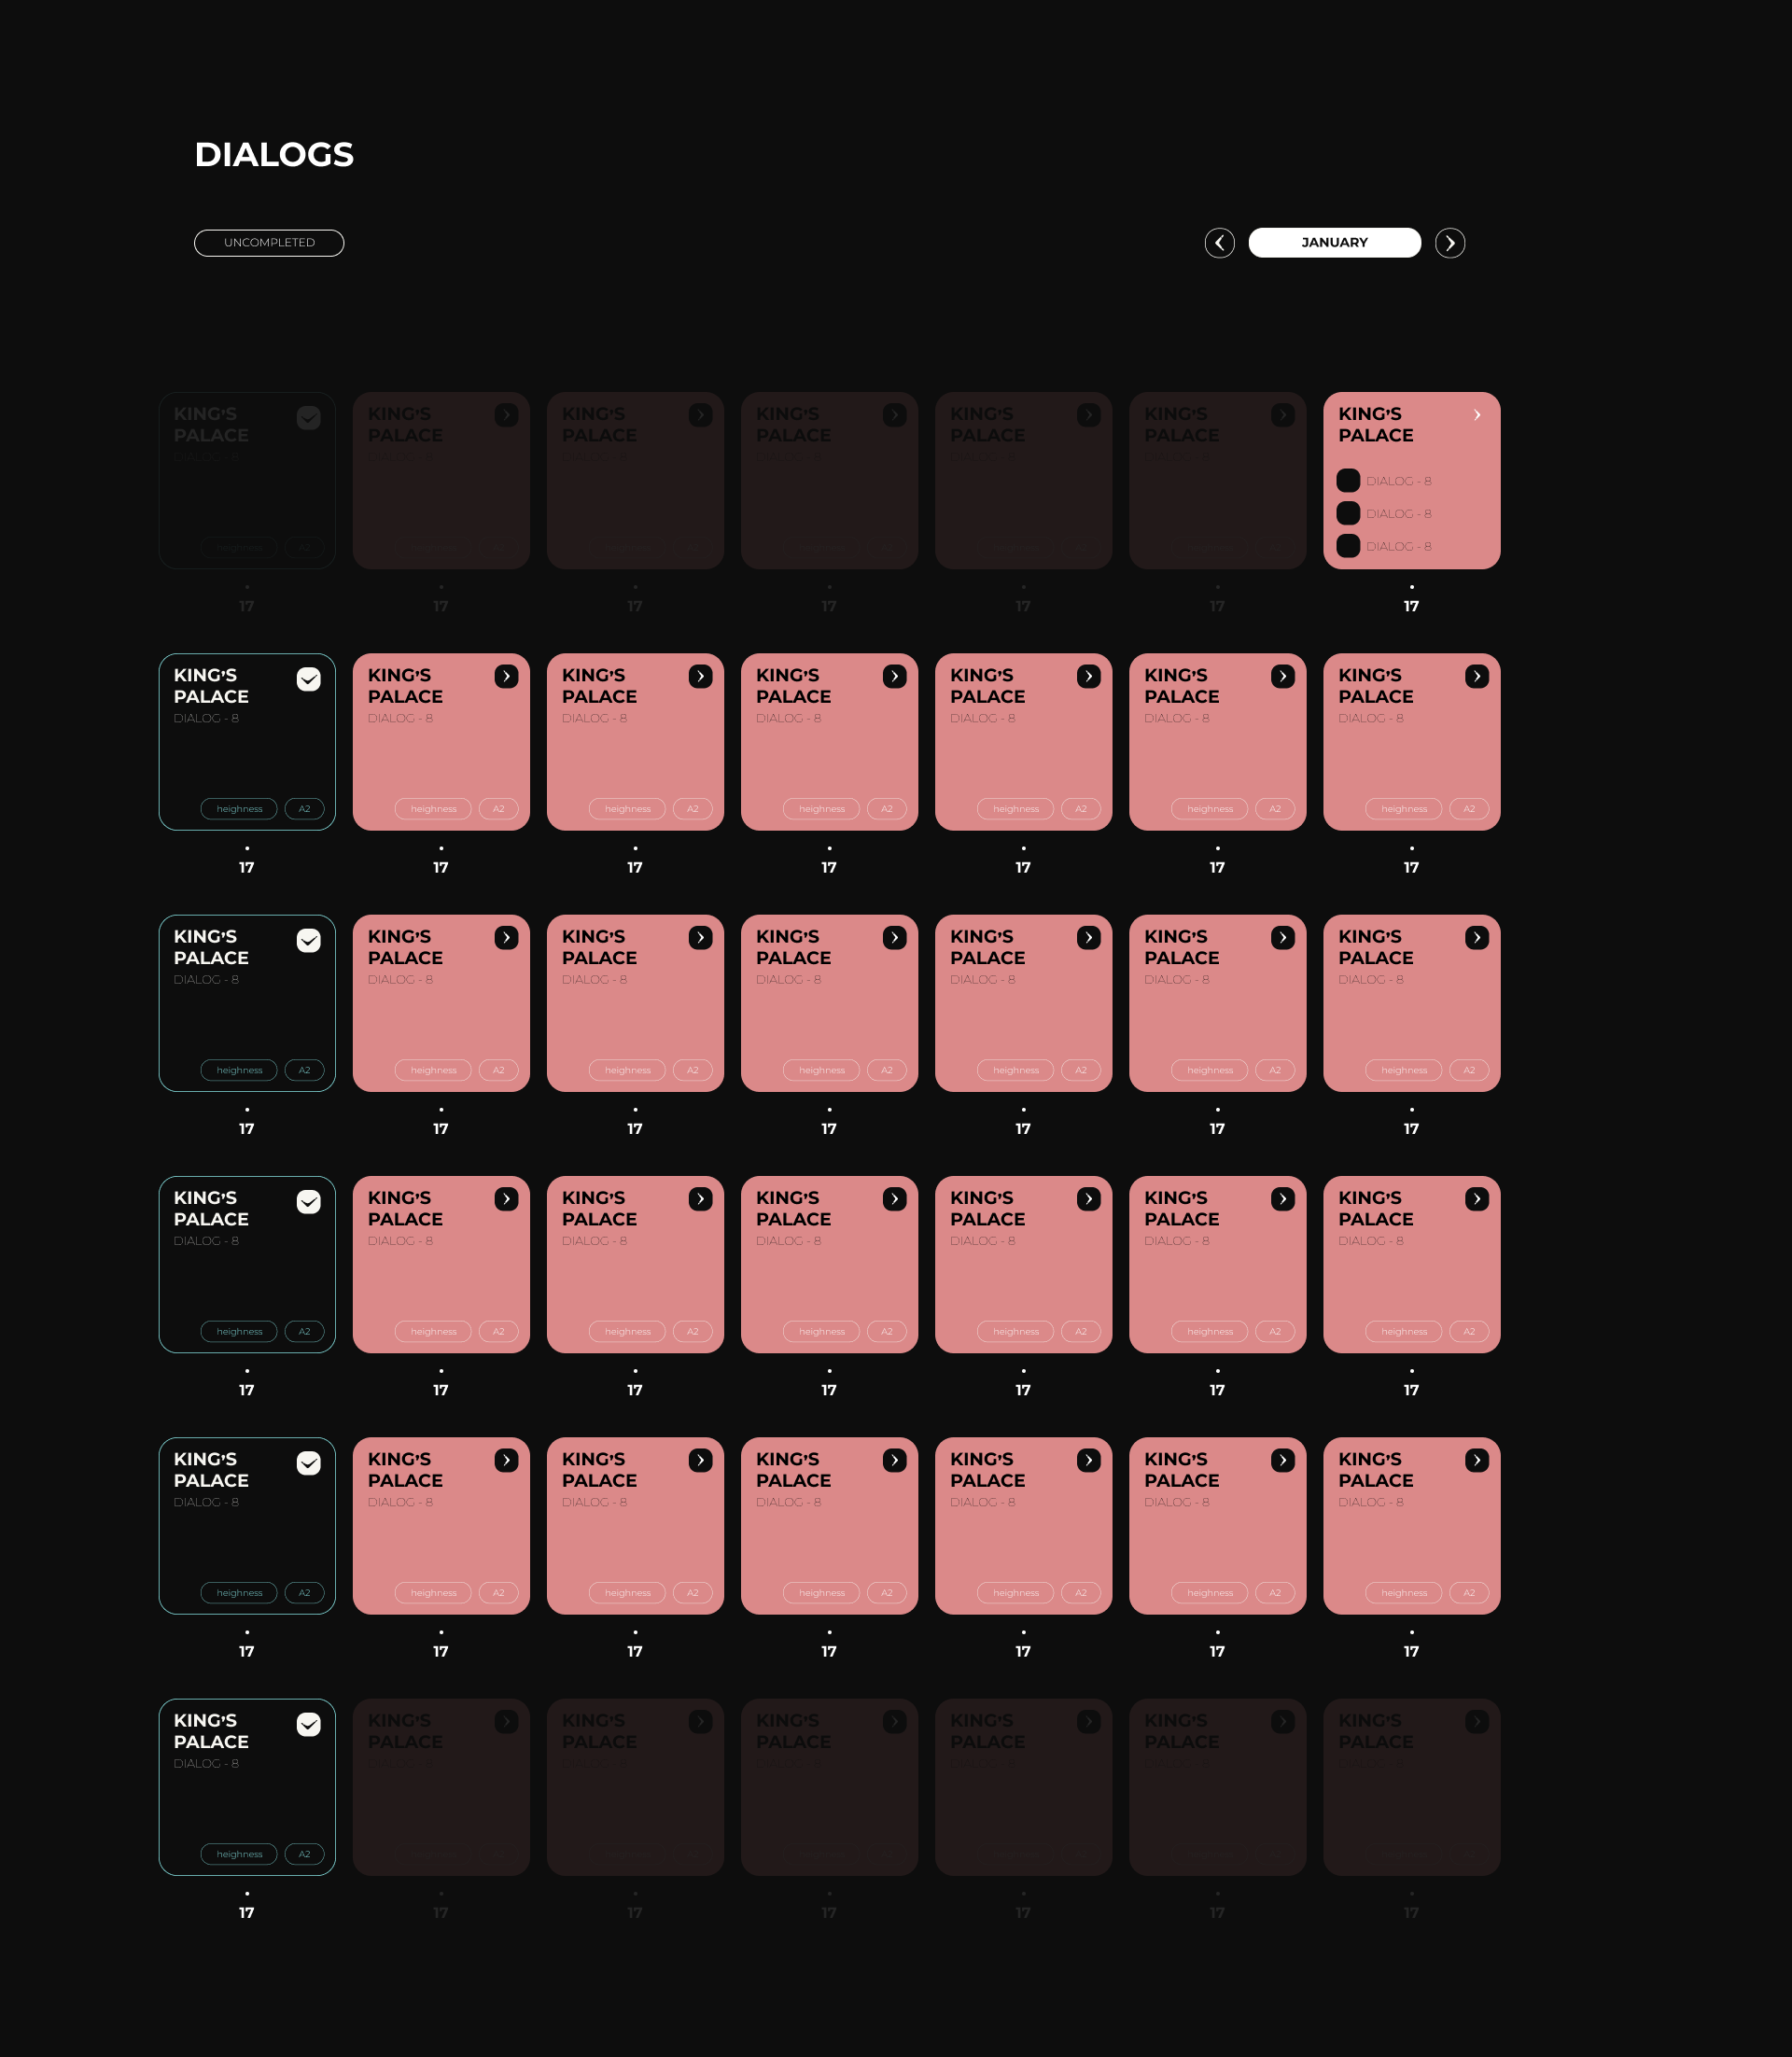 DIALOGS
UNCOMPLETED
JANUARY
KING’S KING’S KING’S KING’S KING’S KING’S KING’S
PALACE PALACE PALACE PALACE PALACE PALACE PALACE
DIALOG - 8 DIALOG - 8 DIALOG - 8 DIALOG - 8 DIALOG - 8 DIALOG - 8
DIALOG - 8
DIALOG - 8
DIALOG - 8
heighness A2
17 17 17 17 17 17 17
KING’S KING’S KING’S KING’S KING’S KING’S KING’S
PALACE PALACE PALACE PALACE PALACE PALACE PALACE
DIALOG - 8 DIALOG - 8 DIALOG - 8 DIALOG - 8 DIALOG - 8 DIALOG - 8 DIALOG - 8
heighness A2 heighness A2 heighness A2 heighness A2 heighness A2 heighness A2 heighness A2
17 17 17 17 17 17 17
KING’S KING’S KING’S KING’S KING’S KING’S KING’S
PALACE PALACE PALACE PALACE PALACE PALACE PALACE
DIALOG - 8 DIALOG - 8 DIALOG - 8 DIALOG - 8 DIALOG - 8 DIALOG - 8 DIALOG - 8
heighness A2 heighness A2 heighness A2 heighness A2 heighness A2 heighness A2 heighness A2
17 17 17 17 17 17 17
KING’S KING’S KING’S KING’S KING’S KING’S KING’S
PALACE PALACE PALACE PALACE PALACE PALACE PALACE
DIALOG - 8 DIALOG - 8 DIALOG - 8 DIALOG - 8 DIALOG - 8 DIALOG - 8 DIALOG - 8
heighness A2 heighness A2 heighness A2 heighness A2 heighness A2 heighness A2 heighness A2
17 17 17 17 17 17 17
KING’S KING’S KING’S KING’S KING’S KING’S KING’S
PALACE PALACE PALACE PALACE PALACE PALACE PALACE
DIALOG - 8 DIALOG - 8 DIALOG - 8 DIALOG - 8 DIALOG - 8 DIALOG - 8 DIALOG - 8
heighness A2 heighness A2 heighness A2 heighness A2 heighness A2 heighness A2 heighness A2
17 17 17 17 17 17 17
KING’S KING’S KING’S KING’S KING’S KING’S KING’S
PALACE PALACE PALACE PALACE PALACE PALACE PALACE
DIALOG - 8 DIALOG - 8 DIALOG - 8 DIALOG - 8 DIALOG - 8 DIALOG - 8 DIALOG - 8
heighness A2
17 17 17 17 17 17 17